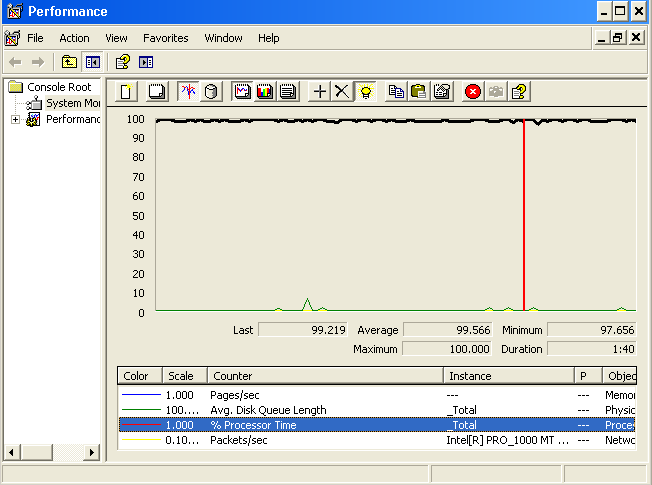 Performance
File Action View Favorites Window Help
Console Root
System Mor
Performanc
100
90
80
70
60
50
40
30
20
10
0
Last 99.219 Average 99.566 Minimum 97.656
Maximum 100.000 Duration 1:40
Color Scale Counter Instance P Objec
1.000 Pages/sec --- --- Memor
100.... Avg. Disk Queue Length _Total --- Physic
1.000 % Processor Time _Total --- Proces
0.10... Packets/sec Intel[R] PRO_1000 MT ... --- Netwo